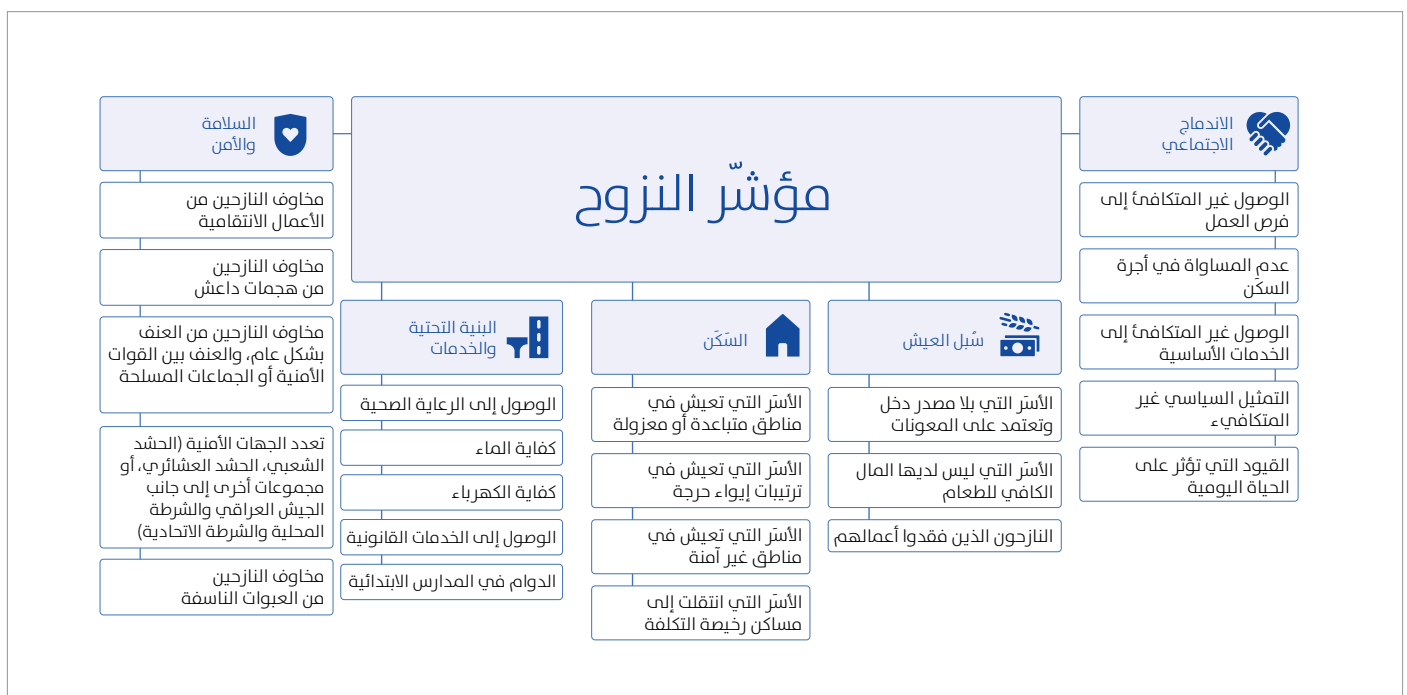 مؤشّر النزوح
الاندماج
الاجتماعي
الوصول غير المتكافئ إلى
فرص العمل
عدم المساواة في أجرة
السكَن
الوصول غير المتكافئ إلى
الخدمات الأساسية
التمثيل السياسي غير
المتكافيء
القيود التي تؤثر على
الحياة اليومية
سُبل العيش
الأسَر التي بلا مصدر دخل
وتعتمد على المعونات
الأسَر التي ليس لديها المال
الكافي للطعام
النازحون الذين فقدوا أعمالهم
السَكَن
الأسَر التي تعيش في
مناطق متباعدة أو معزولة
الأسَر التي تعيش في
ترتيبات إيواء حرجة
الأسَر التي تعيش في
مناطق غير آمنة
الأسَر التي انتقلت إلى
مساكن رخيصة التكلفة
البنية التحتية
والخدمات
الوصول إلى الرعاية الصحية
كفاية الماء
كفاية الكهرباء
الوصول إلى الخدمات القانونية
الدوام في المدارس الابتدائية
السلامة
والأمن
مخاوف النازحين من
الأعمال الانتقامية
مخاوف النازحين
من هجمات داعش
مخاوف النازحين من العنف
بشكل عام، والعنف بين القوات
الأمنية أو الجماعات المسلحة
تعدد الجهات الأمنية (الحشد
الشعبي، الحشد العشائري، أو
مجموعات أخرى إلى جانب
الجيش العراقي والشرطة
المحلية والشرطة الاتحادية)
مخاوف النازحين
من العبوات الناسفة